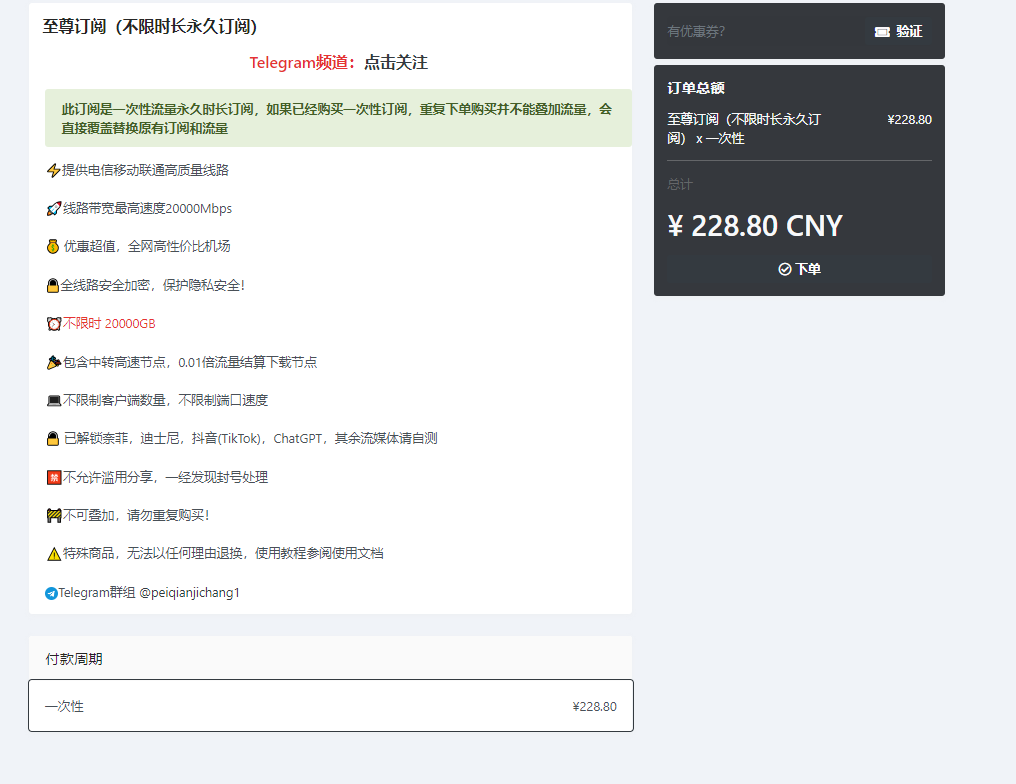 至尊订阅（不限时长永久订阅）
Telegram频道：点击关注
此订阅是一次性流量永久时长订阅，如果已经购买一次性订阅，重复下单购买并不能叠加流量，会
直接覆盖替换原有订阅和流量
⚡提供电信移动联通高质量线路
🚀线路带宽最高速度20000Mbps
💰 优惠超值，全网高性价比机场
🔒全线路安全加密，保护隐私安全！
⏰不限时 20000GB
🎉包含中转高速节点，0.01倍流量结算下载节点
💻不限制客户端数量，不限制端口速度
🔒 已解锁奈菲，迪士尼，抖音(TikTok)，ChatGPT，其余流媒体请自测
禁不允许滥用分享，一经发现封号处理
🚧不可叠加，请勿重复购买！
⚠️特殊商品，无法以任何理由退换，使用教程参阅使用文档
Telegram群组 @peiqianjichang1
付款周期
一次性 ¥228.80
有优惠券? 验证
订单总额
至尊订阅（不限时长永久订 ¥228.80
阅） x 一次性
总计
¥ 228.80 CNY
下单